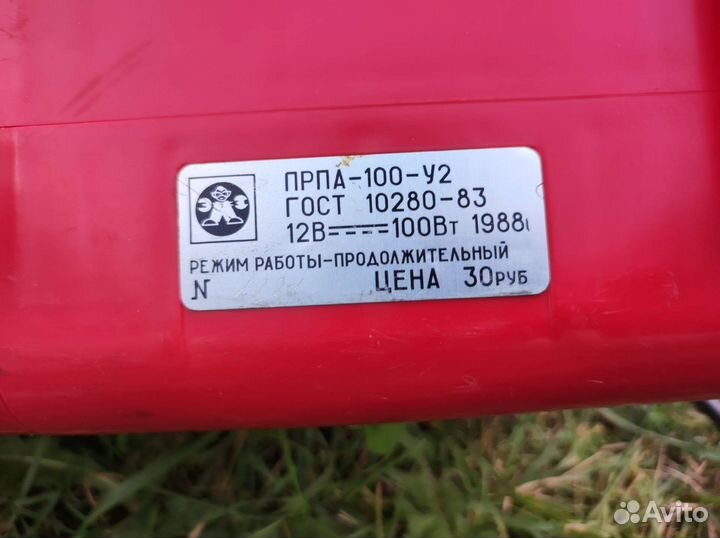 ПРПА-100-У2
ГОСТ 10280-83
12В 100Вт 1988г
РЕЖИМ РАБОТЫ-ПРОДОЛЖИТЕЛЬНЫЙ
N ЦЕНА 30РУБ
Avito